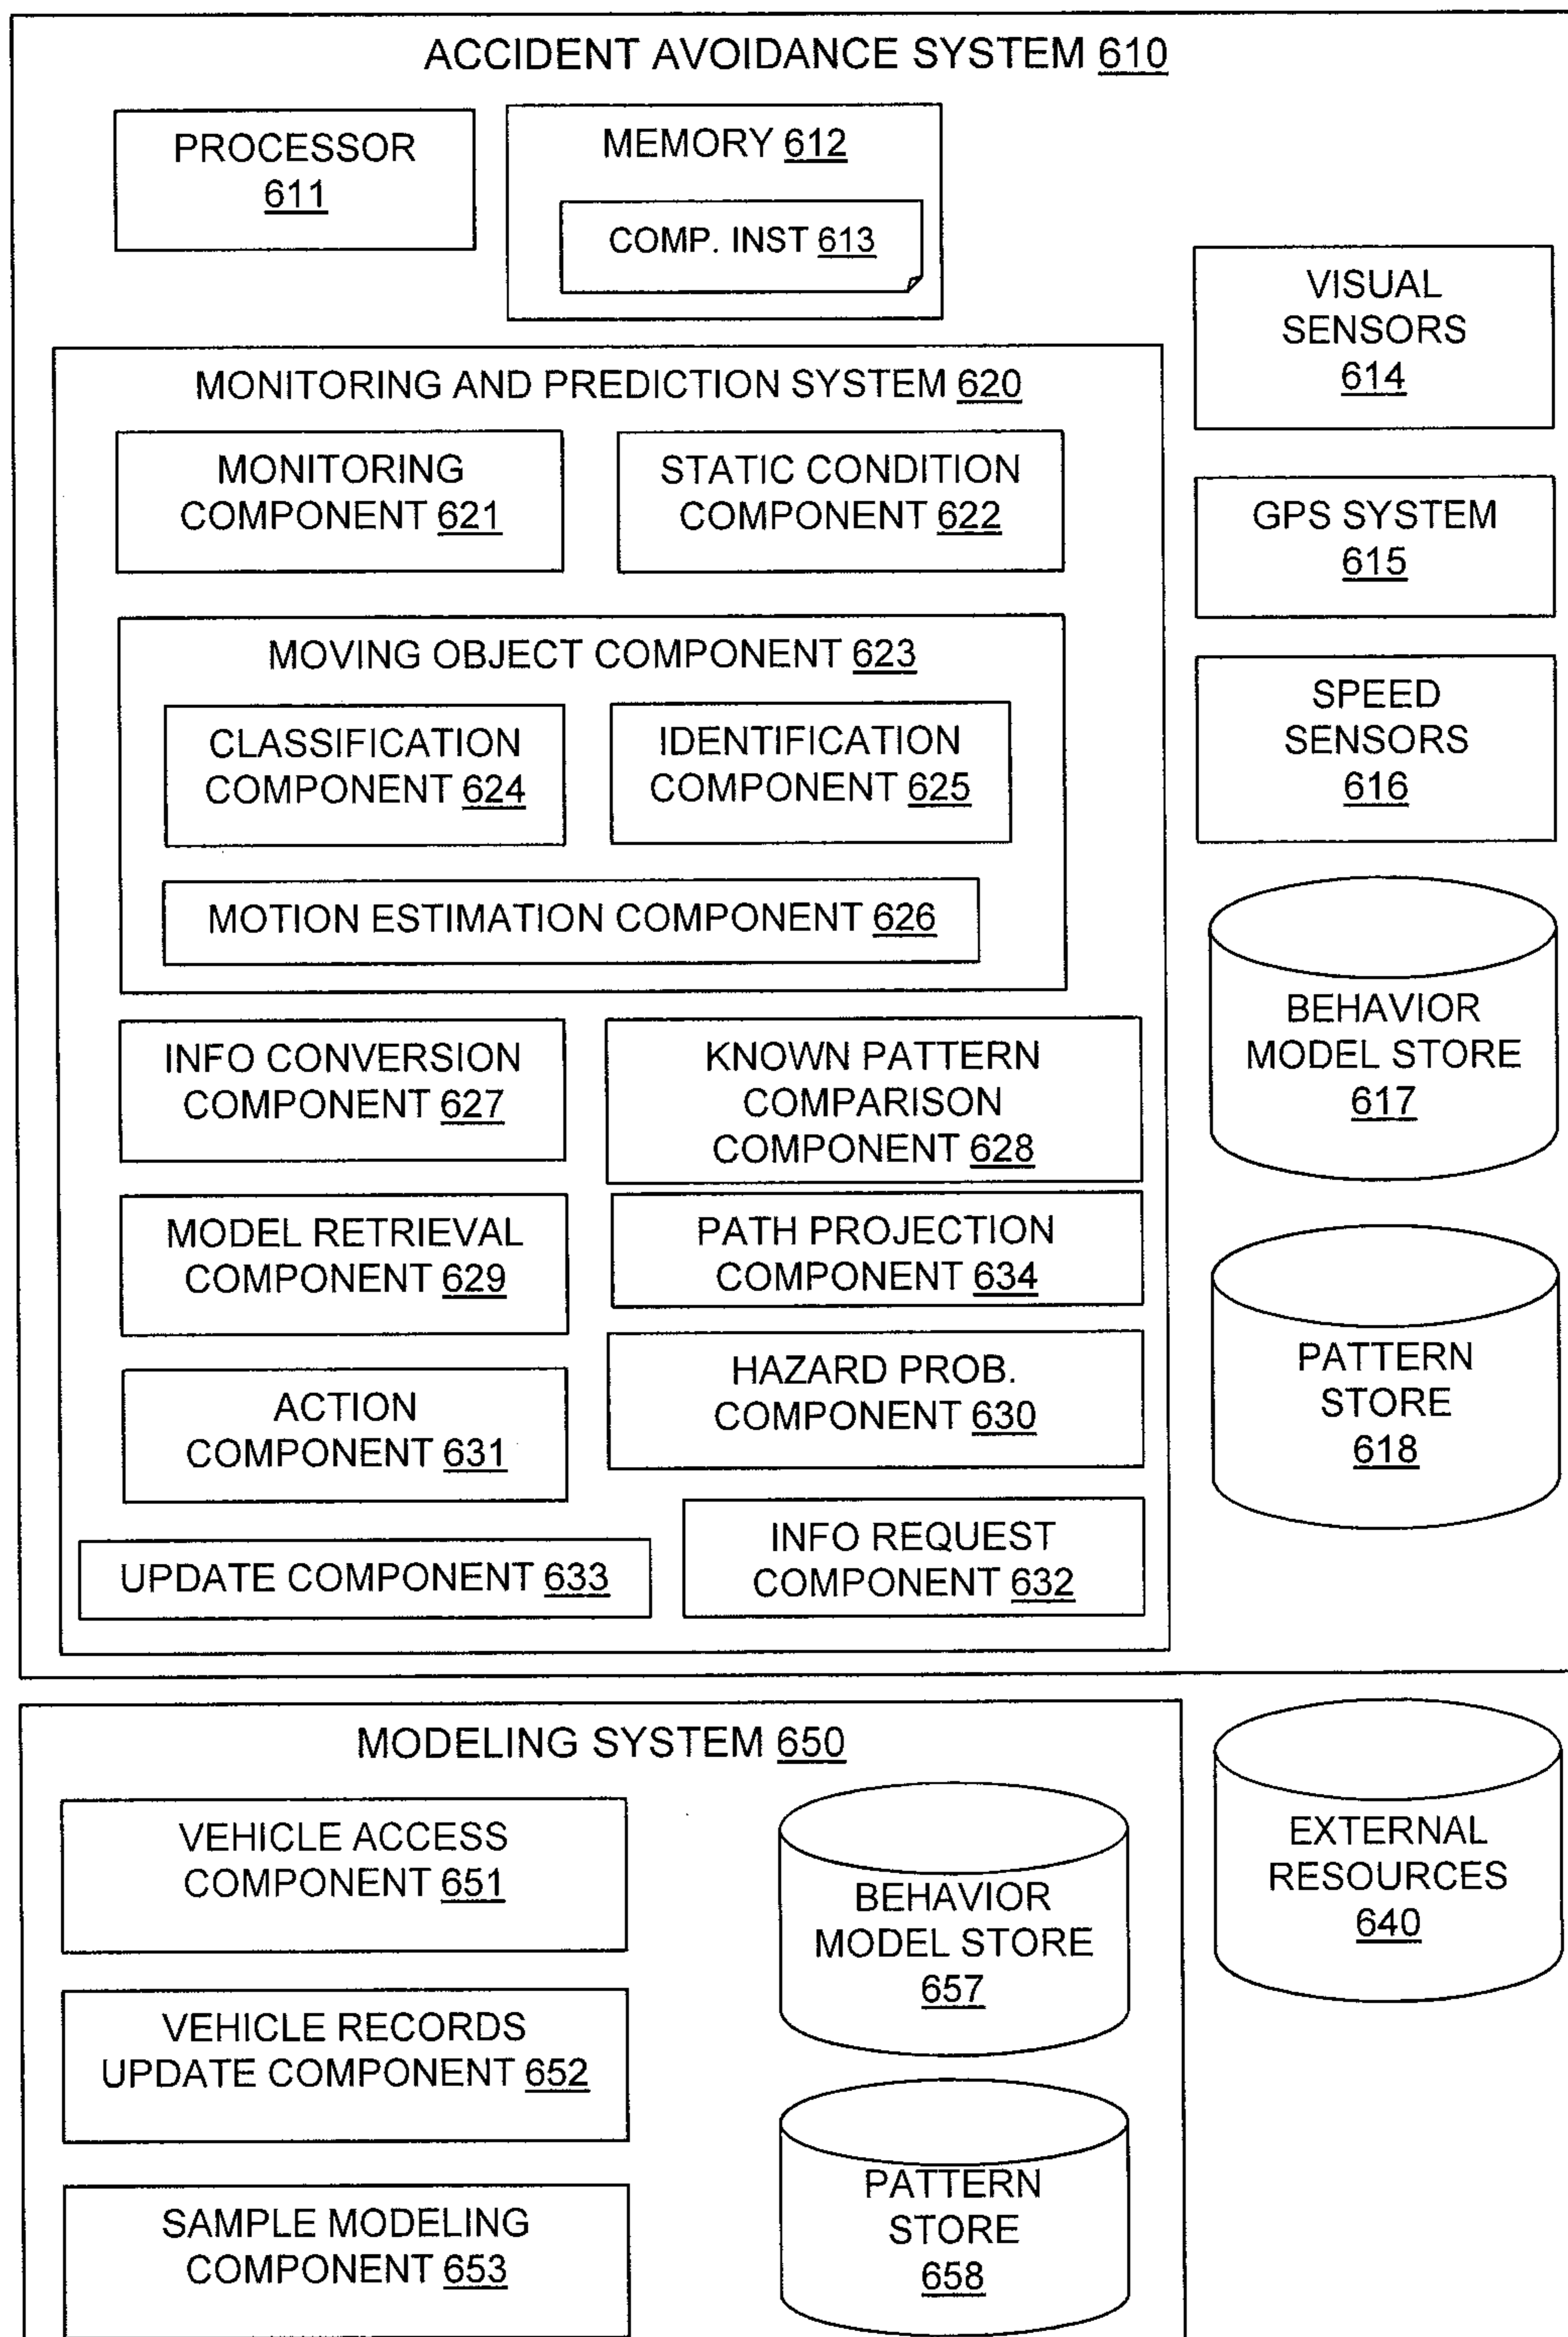 ACCIDENT AVOIDANCE SYSTEM 610
PROCESSOR
611
MEMORY 612
COMP. INST 613
VISUAL
SENSORS
614
MONITORING AND PREDICTION SYSTEM 620
MONITORING
COMPONENT 621
STATIC CONDITION
COMPONENT 622
GPS SYSTEM
615
MOVING OBJECT COMPONENT 623
CLASSIFICATION
COMPONENT 624
IDENTIFICATION
COMPONENT 625
MOTION ESTIMATION COMPONENT 626
SPEED
SENSORS
616
BEHAVIOR
MODEL STORE
617
INFO CONVERSION
COMPONENT 627
KNOWN PATTERN
COMPARISON
COMPONENT 628
MODEL RETRIEVAL
COMPONENT 629
PATH PROJECTION
COMPONENT 634
ACTION
COMPONENT 631
HAZARD PROB.
COMPONENT 630
PATTERN
STORE
618
UPDATE COMPONENT 633
INFO REQUEST
COMPONENT 632
MODELING SYSTEM 650
VEHICLE ACCESS
COMPONENT 651
BEHAVIOR
MODEL STORE
657
EXTERNAL
RESOURCES
640
VEHICLE RECORDS
UPDATE COMPONENT 652
SAMPLE MODELING
COMPONENT 653
PATTERN
STORE
658